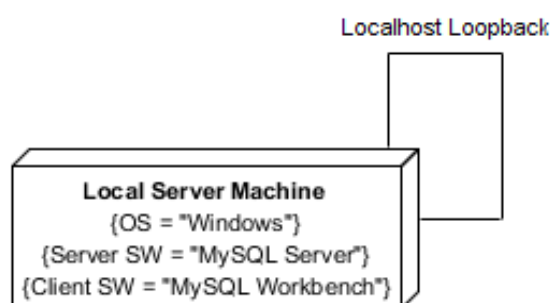 Localhost Loopback
Local Server Machine
{OS = "Windows"}
{Server SW = "MySQL Server"}
{Client SW = "MySQL Workbench"}